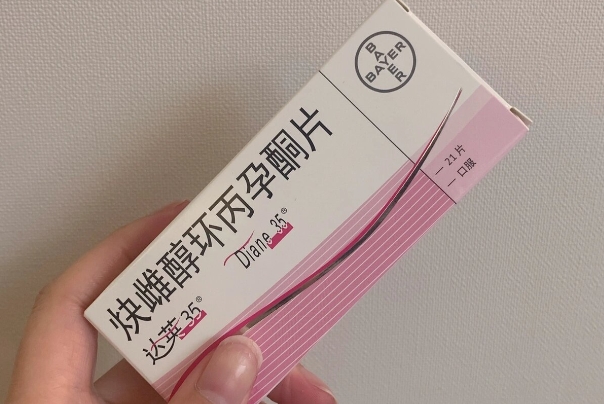 BAYER
BAYER
— 21片
— 口服
炔雌醇环丙孕酮片
Diane 35®
达英 35®